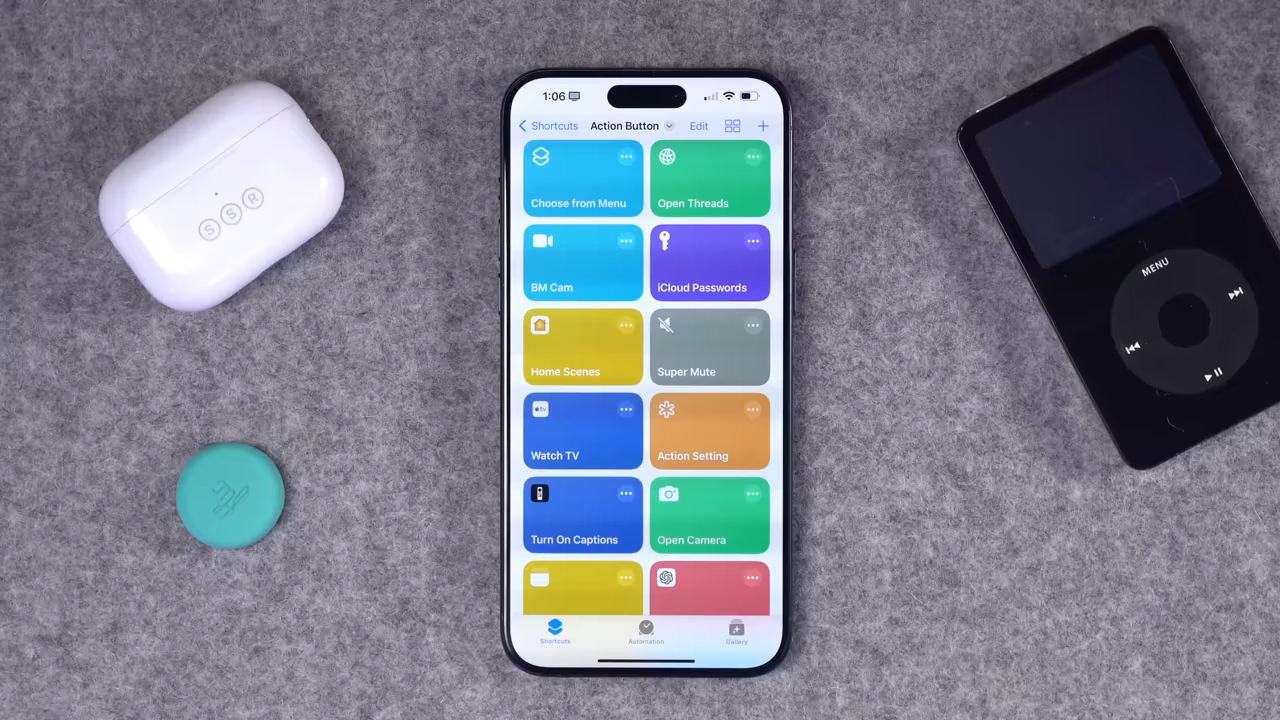 1:06
Shortcuts
Action Button
Edit
Choose from Menu
Open Threads
BM Cam
iCloud Passwords
Home Scenes
Super Mute
Watch TV
Action Setting
Turn On Captions
Open Camera
Shortcuts
Automation
Gallery
S S R
MENU
tv